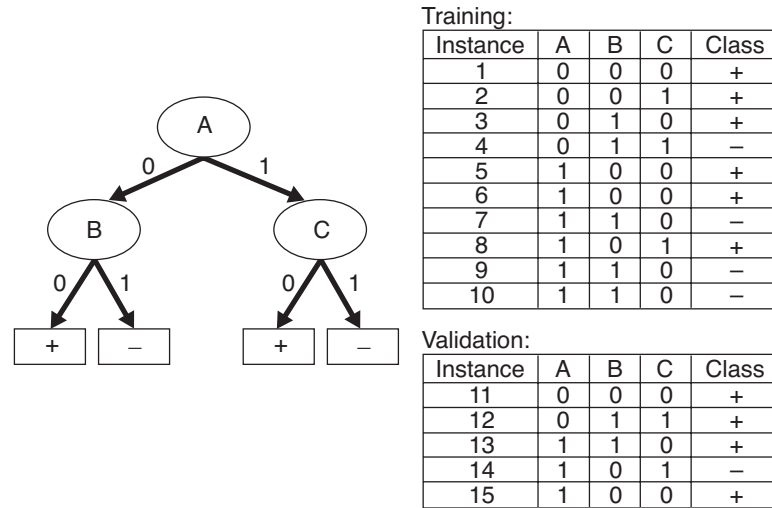 A
0 1
B C
0 1 0 1
+ – + –
Training:
Instance A B C Class
1 0 0 0 +
2 0 0 1 +
3 0 1 0 +
4 0 1 1 –
5 1 0 0 +
6 1 0 0 +
7 1 1 0 –
8 1 0 1 +
9 1 1 0 –
10 1 1 0 –
Validation:
Instance A B C Class
11 0 0 0 +
12 0 1 1 +
13 1 1 0 +
14 1 0 1 –
15 1 0 0 +